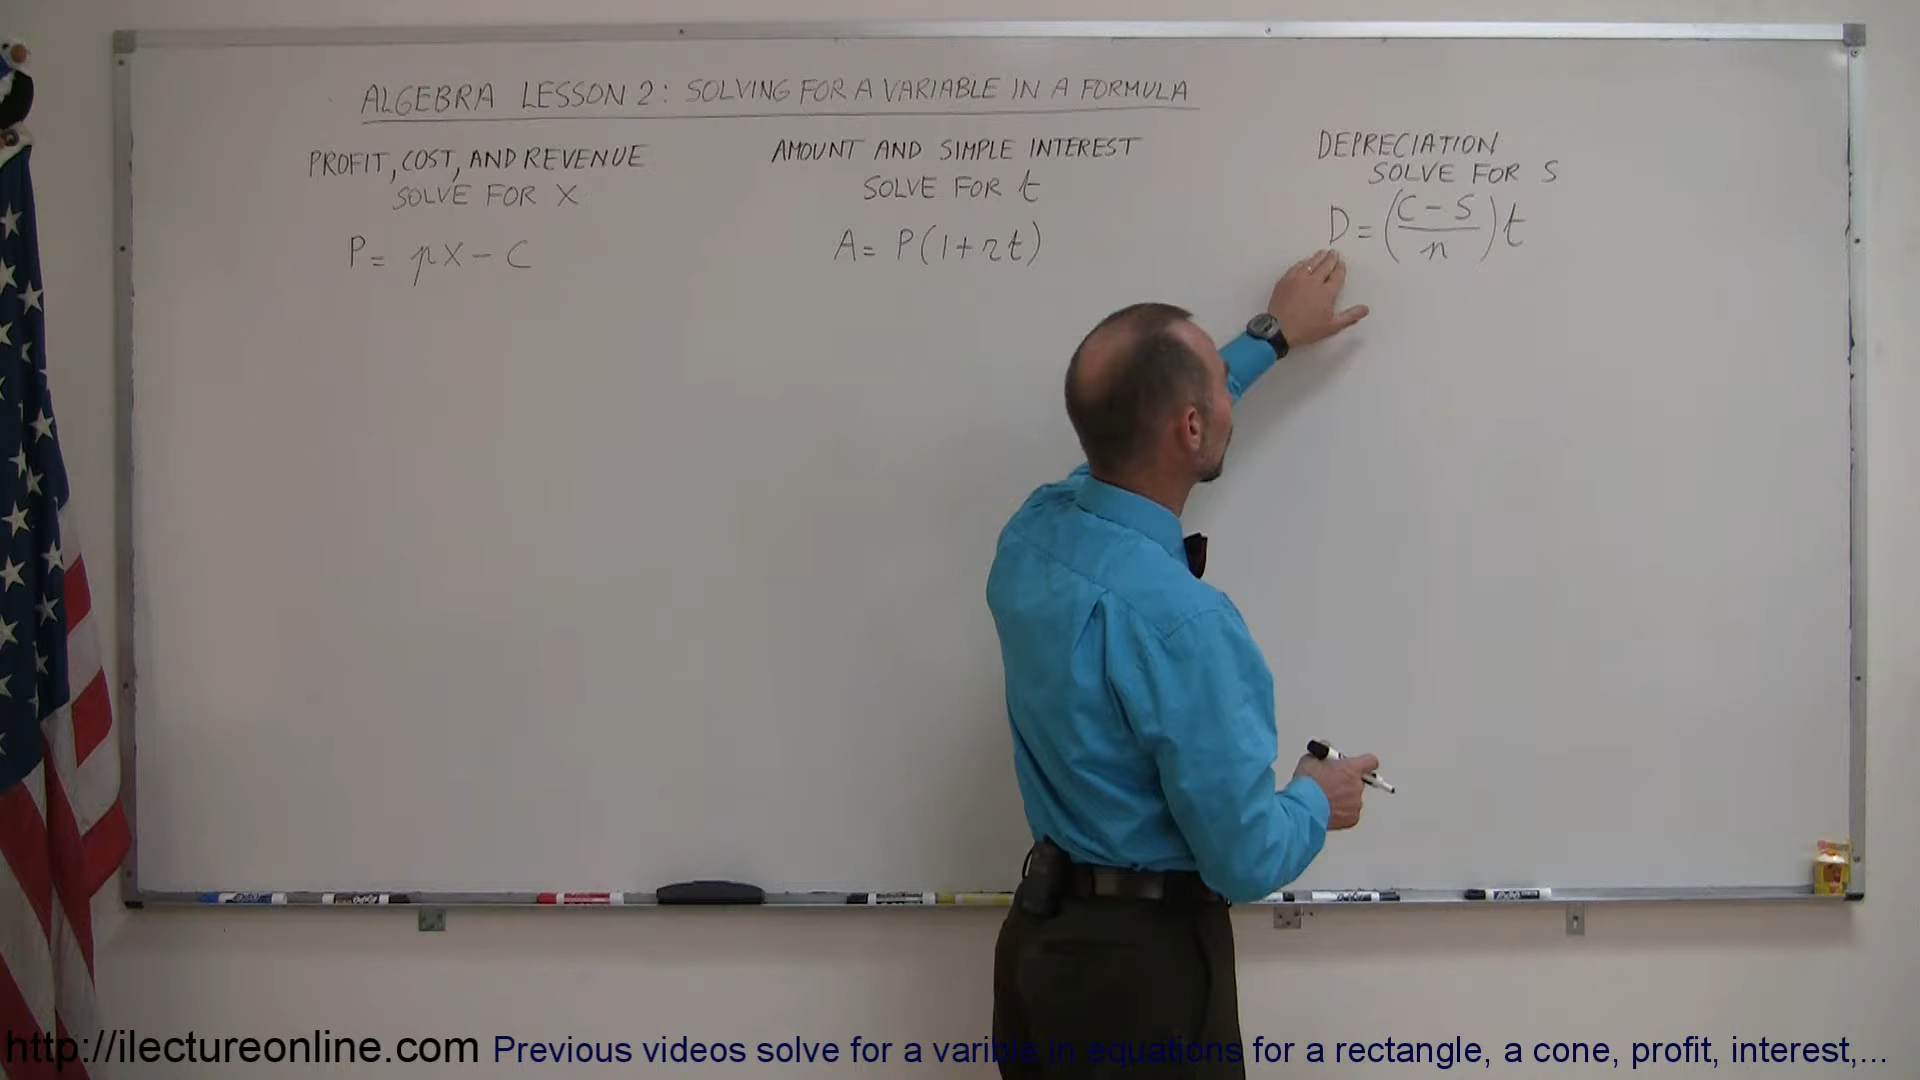 ALGEBRA LESSON 2: SOLVING FOR A VARIABLE IN A FORMULA
PROFIT, COST, AND REVENUE
SOLVE FOR X
P = pX - C
AMOUNT AND SIMPLE INTEREST
SOLVE FOR t
A = P(1+rt)
DEPRECIATION
SOLVE FOR S
D = (C - S / n) t
http://ilectureonline.com Previous videos solve for a varible in equations for a rectangle, a cone, profit, interest,...